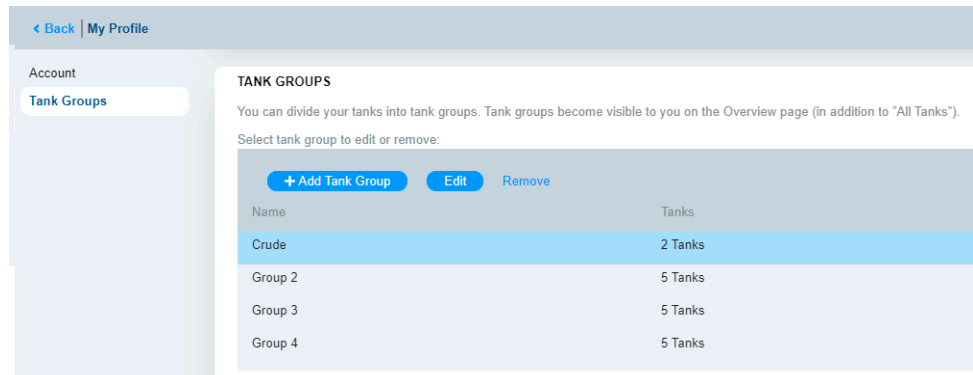 Back | My Profile
Account
Tank Groups
TANK GROUPS
You can divide your tanks into tank groups. Tank groups become visible to you on the Overview page (in addition to "All Tanks").
Select tank group to edit or remove:
+ Add Tank Group Edit Remove
Name Tanks
Crude 2 Tanks
Group 2 5 Tanks
Group 3 5 Tanks
Group 4 5 Tanks